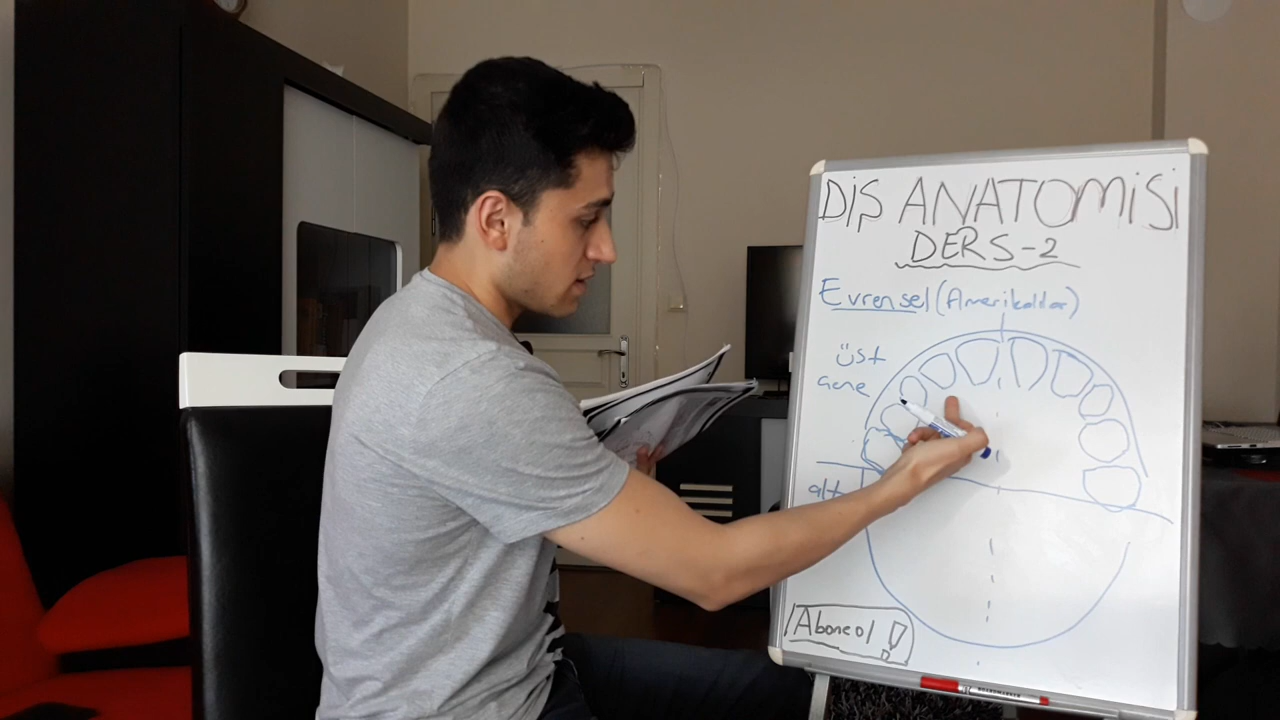 DİŞ ANATOMİSİ
DERS-2
Evrensel (Amerikalılar)
üst
çene
alt
Abone ol !